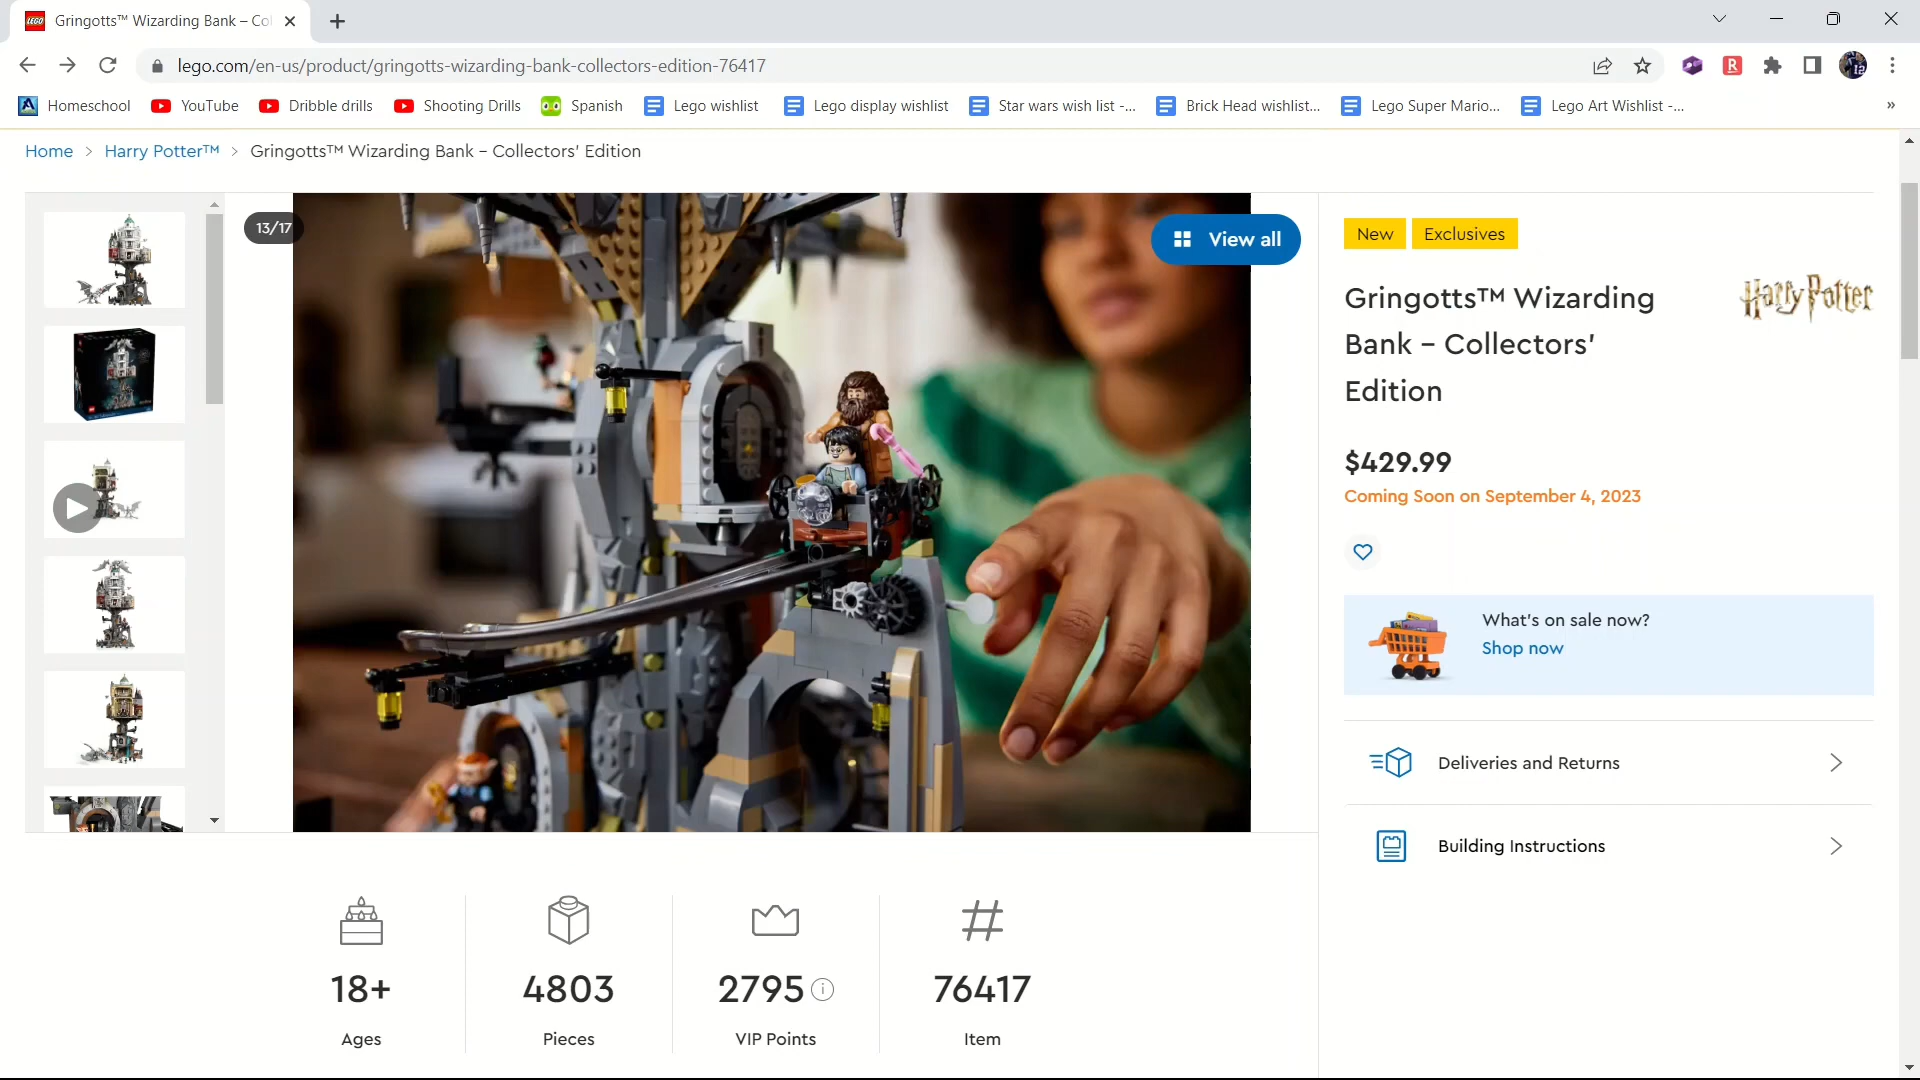 Gringotts™ Wizarding Bank – Co
lego.com/en-us/product/gringotts-wizarding-bank-collectors-edition-76417
Homeschool
YouTube
Dribble drills
Shooting Drills
Spanish
Lego wishlist
Lego display wishlist
Star wars wish list -...
Brick Head wishlist...
Lego Super Mario...
Lego Art Wishlist -...
Home > Harry Potter™ > Gringotts™ Wizarding Bank – Collectors' Edition
13/17
View all
New
Exclusives
Gringotts™ Wizarding
Bank – Collectors'
Edition
Harry Potter
$429.99
Coming Soon on September 4, 2023
What's on sale now?
Shop now
Deliveries and Returns
Building Instructions
18+
Ages
4803
Pieces
2795
VIP Points
76417
Item